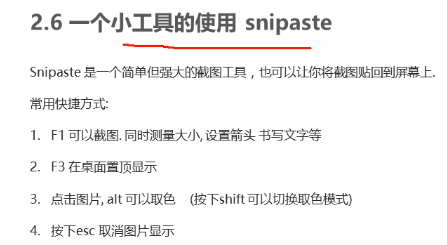 2.6 一个小工具的使用 snipaste
Snipaste 是一个简单但强大的截图工具，也可以让你将截图贴回到屏幕上.
常用快捷方式:
1. F1 可以截图. 同时测量大小, 设置箭头 书写文字等
2. F3 在桌面置顶显示
3. 点击图片, alt 可以取色 (按下shift 可以切换取色模式)
4. 按下esc 取消图片显示